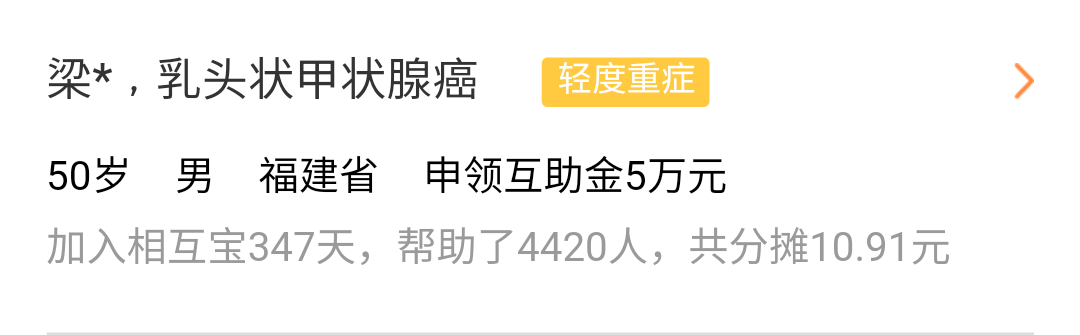 梁*，乳头状甲状腺癌 轻度重症
50岁 男 福建省 申领互助金5万元
加入相互宝347天，帮助了4420人，共分摊10.91元